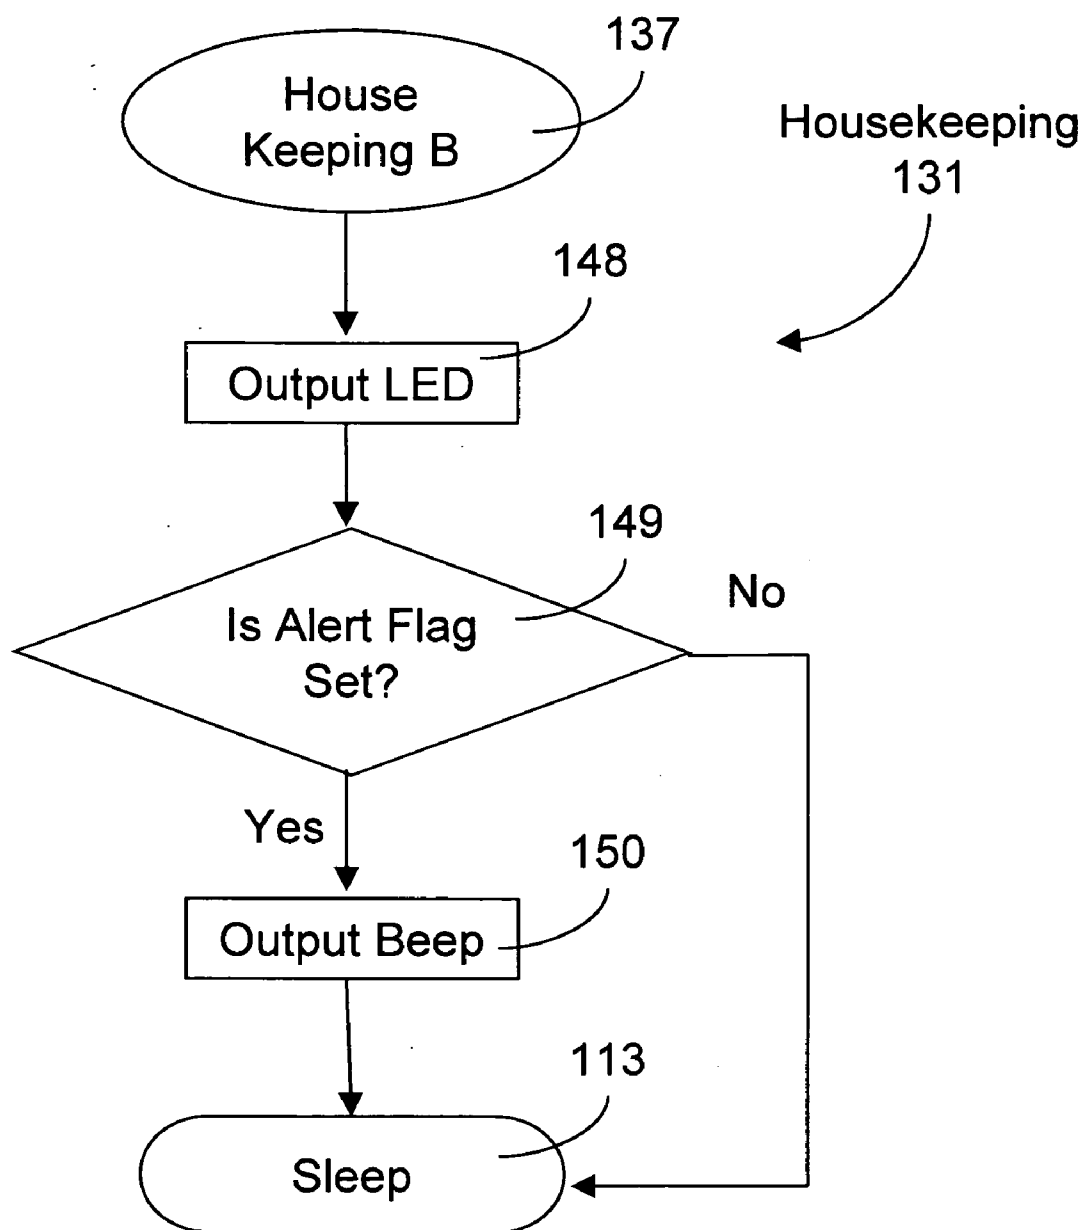 137
House
Keeping B
Housekeeping
131
148
Output LED
149
No
Is Alert Flag
Set?
Yes
150
Output Beep
113
Sleep